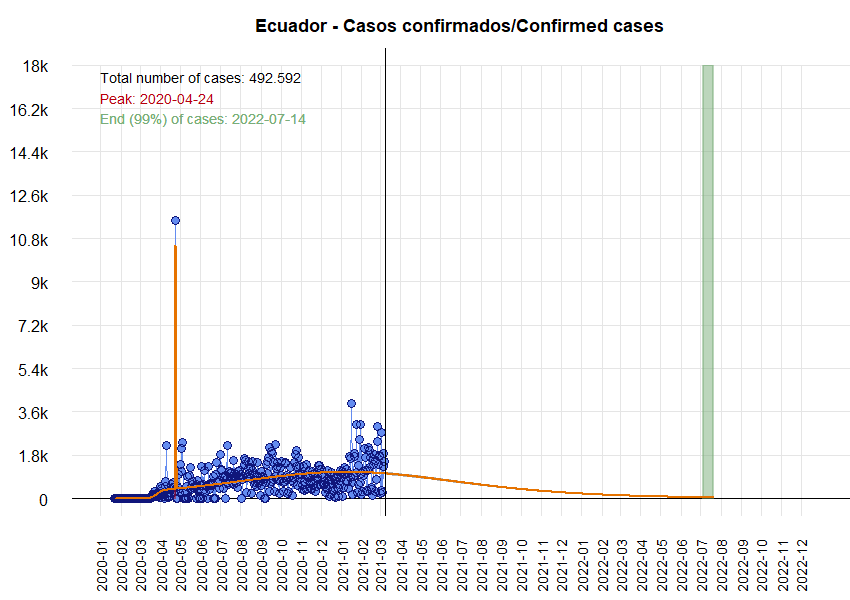 Ecuador - Casos confirmados/Confirmed cases
18k
Total number of cases: 492.592
Peak: 2020-04-24
16.2k
End (99%) of cases: 2022-07-14
14.4k
12.6k
10.8k
9k
7.2k
5.4k
3.6k
1.8k
0
2020-01
2020-02
2020-03
2020-04
2020-05
2020-06
2020-07
2020-08
2020-09
2020-10
2020-11
2020-12
2021-01
2021-02
2021-03
2021-04
2021-05
2021-06
2021-07
2021-08
2021-09
2021-10
2021-11
2021-12
2022-01
2022-02
2022-03
2022-04
2022-05
2022-06
2022-07
2022-08
2022-09
2022-10
2022-11
2022-12